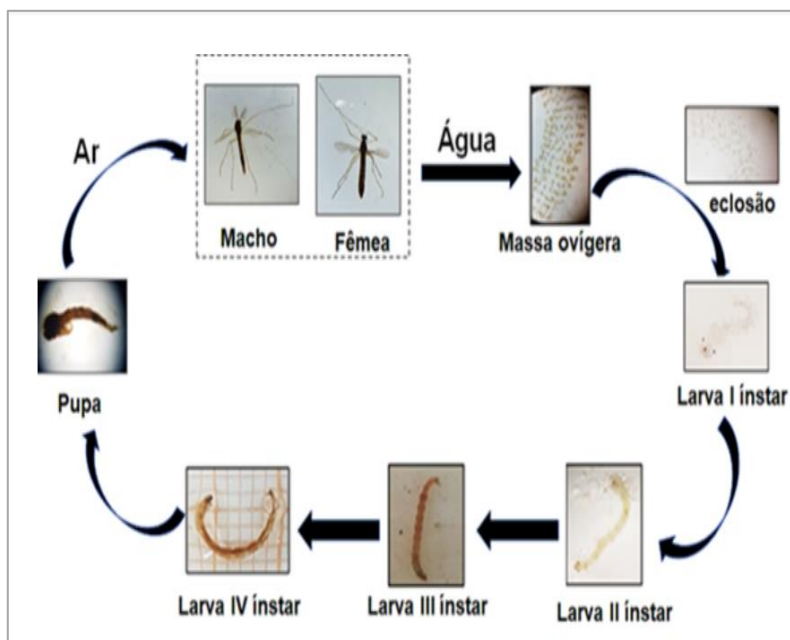 Ar
Macho
Fêmea
Água
Massa ovígera
eclosão
Larva I ínstar
Larva II ínstar
Larva III ínstar
Larva IV ínstar
Pupa